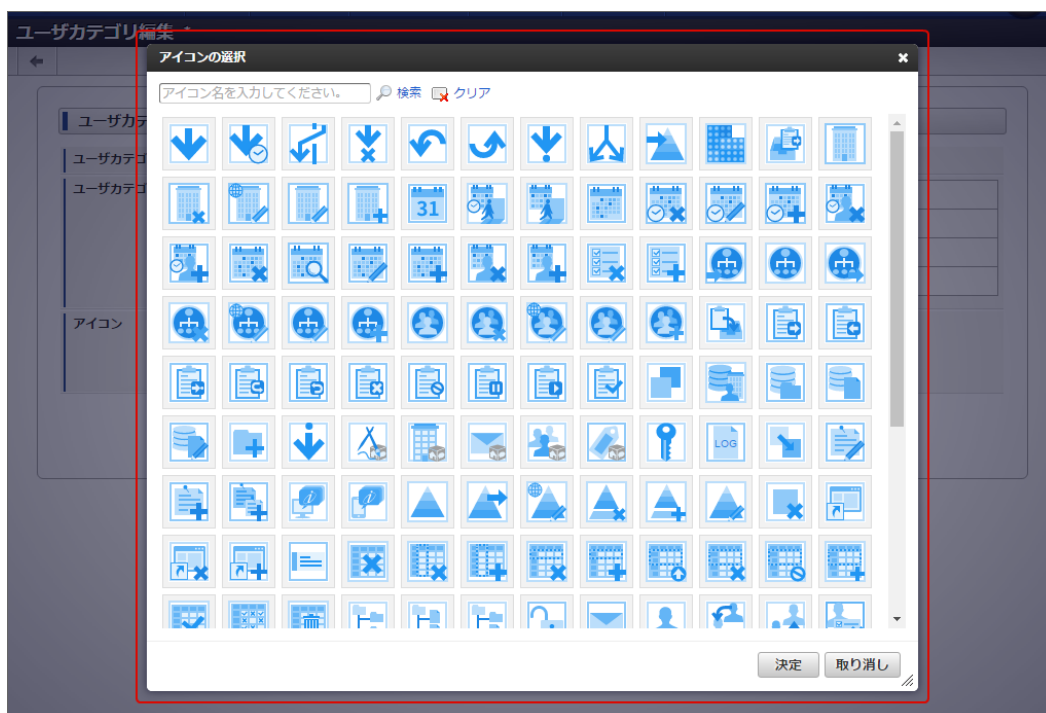 ユーザカテゴリ編集 *
アイコンの選択
アイコン名を入力してください。 検索 クリア
ユーザカテ
ユーザカテゴ
ユーザカテゴ
アイコン
31
LOG
決定 取り消し